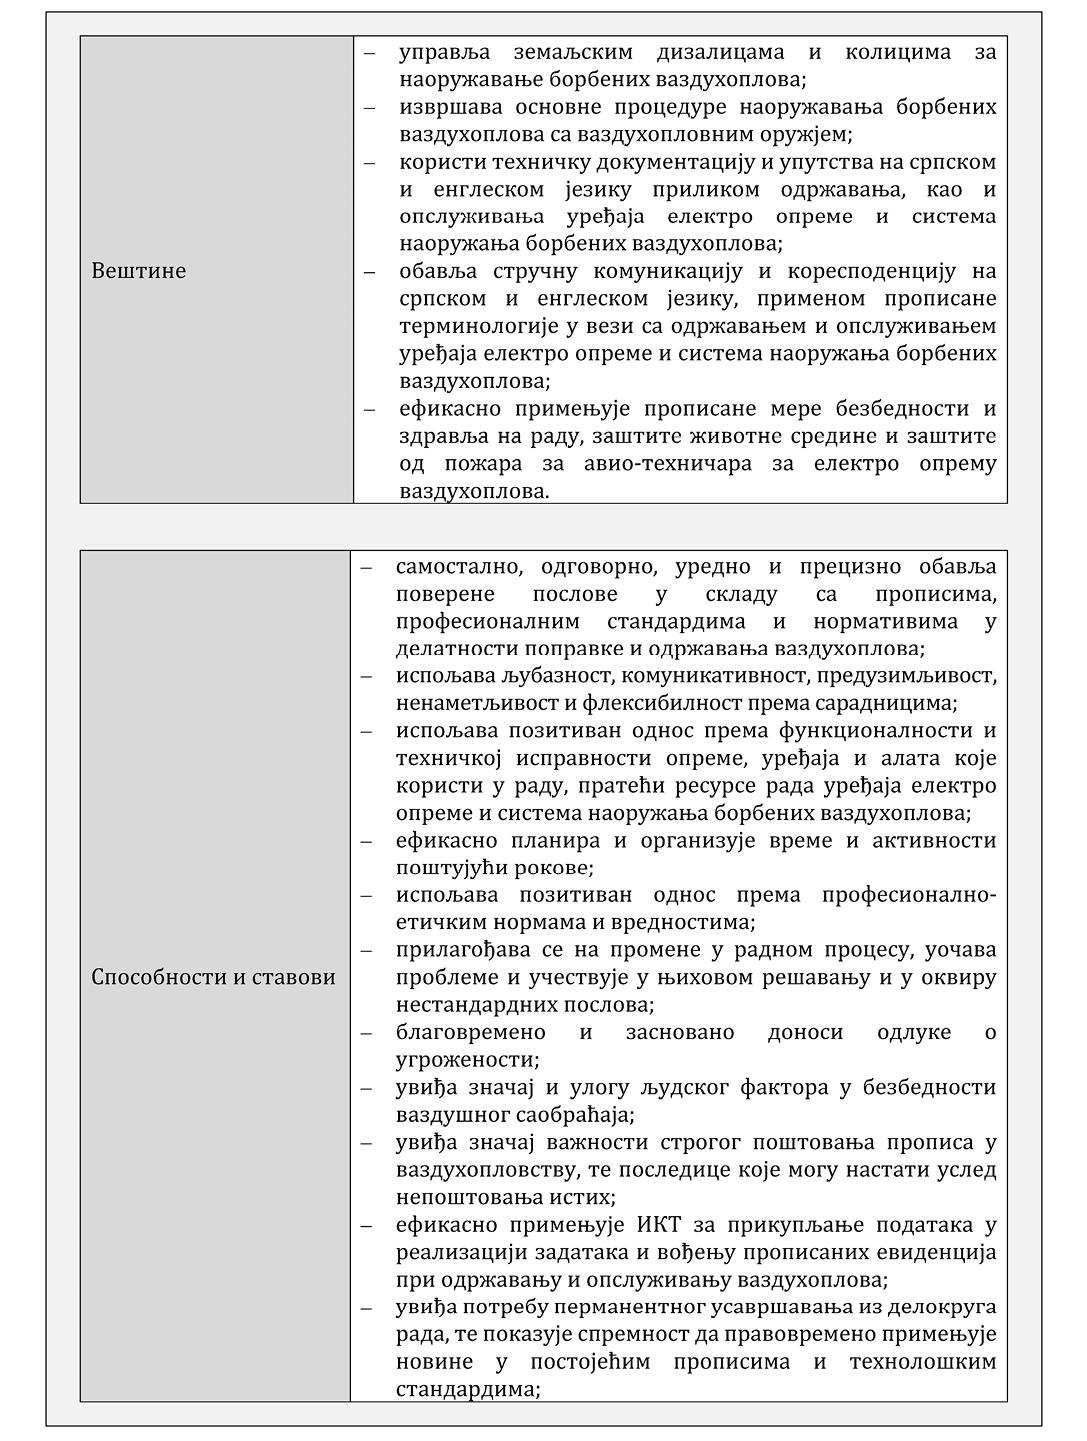 – управља земаљским дизалицама и колицима за
наоружавање борбених ваздухоплова;
– извршава основне процедуре наоружавања борбених
ваздухоплова са ваздухопловним оружјем;
– користи техничку документацију и упутства на српском
и енглеском језику приликом одржавања, као и
опслуживања уређаја електро опреме и система
наоружања борбених ваздухоплова;
Вештине
– обавља стручну комуникацију и кореспонденцију на
српском и енглеском језику, применом прописане
терминологије у вези са одржавањем и опслуживањем
уређаја електро опреме и система наоружања борбених
ваздухоплова;
– ефикасно примењује прописане мере безбедности и
здравља на раду, заштите животне средине и заштите
од пожара за авио-техничара за електро опрему
ваздухоплова.
– самостално, одговорно, уредно и прецизно обавља
поверене послове у складу са прописима,
професионалним стандардима и нормативима у
делатности поправке и одржавања ваздухоплова;
– испољава љубазност, комуникативност, предузимљивост,
ненаметљивост и флексибилност према сарадницима;
– испољава позитиван однос према функционалности и
техничкој исправности опреме, уређаја и алата које
користи у раду, пратећи ресурсе рада уређаја електро
опреме и система наоружања борбених ваздухоплова;
– ефикасно планира и организује време и активности
поштујући рокове;
– испољава позитиван однос према професионално-
етичким нормама и вредностима;
– прилагођава се на промене у радном процесу, уочава
Способности и ставови
проблеме и учествује у њиховом решавању и у оквиру
нестандардних послова;
– благовремено и засновано доноси одлуке о
угрожености;
– увиђа значај и улогу људског фактора у безбедности
ваздушног саобраћаја;
– увиђа значај важности строгог поштовања прописа у
ваздухопловству, те последице које могу настати услед
непоштовања истих;
– ефикасно примењује ИКТ за прикупљање података у
реализацији задатака и вођењу прописаних евиденција
при одржавању и опслуживању ваздухоплова;
– увиђа потребу перманентног усавршавања из делокруга
рада, те показује спремност да правовремено примењује
новине у постојећим прописима и технолошким
стандардима;